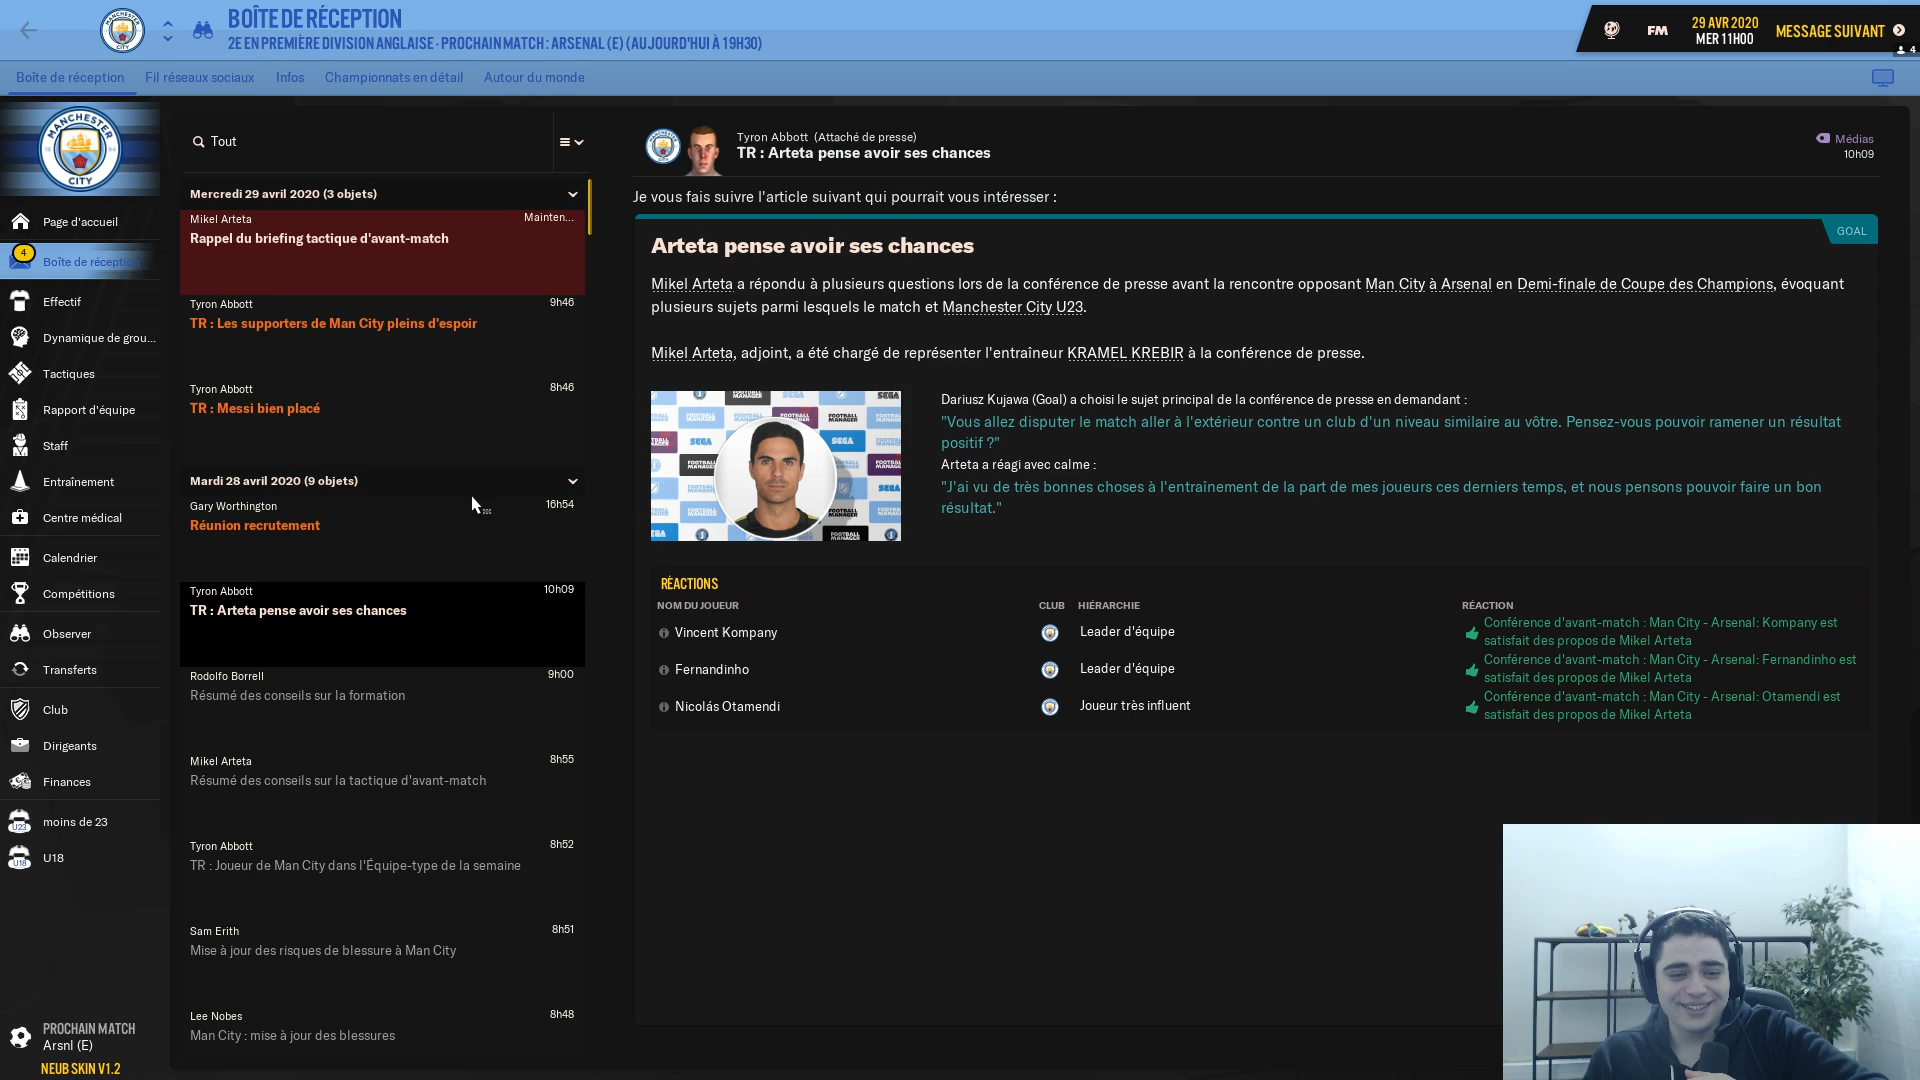 BOÎTE DE RÉCEPTION
2E EN PREMIÈRE DIVISION ANGLAISE · PROCHAIN MATCH : ARSENAL (E) (AUJOURD'HUI À 19H30)
FM
29 AVR 2020
MER 11H00
MESSAGE SUIVANT
4
Boîte de réception
Fil réseaux sociaux
Infos
Championnats en détail
Autour du monde
MANCHESTER
CITY
Page d'accueil
4
Boîte de réception
Effectif
Dynamique de grou...
Tactiques
Rapport d'équipe
Staff
Entraînement
Centre médical
Calendrier
Compétitions
Observer
Transferts
Club
Dirigeants
Finances
U23
moins de 23
U18
U18
PROCHAIN MATCH
Arsnl (E)
NEUB SKIN V1.2
Tout
Mercredi 29 avril 2020 (3 objets)
Mikel Arteta
Mainten...
Rappel du briefing tactique d'avant-match
Tyron Abbott
9h46
TR : Les supporters de Man City pleins d'espoir
Tyron Abbott
8h46
TR : Messi bien placé
Mardi 28 avril 2020 (9 objets)
Gary Worthington
16h54
Réunion recrutement
Tyron Abbott
10h09
TR : Arteta pense avoir ses chances
Rodolfo Borrell
9h00
Résumé des conseils sur la formation
Mikel Arteta
8h55
Résumé des conseils sur la tactique d'avant-match
Tyron Abbott
8h52
TR : Joueur de Man City dans l'Équipe-type de la semaine
Sam Erith
8h51
Mise à jour des risques de blessure à Man City
Lee Nobes
8h48
Man City : mise à jour des blessures
Tyron Abbott (Attaché de presse)
TR : Arteta pense avoir ses chances
Médias
10h09
Je vous fais suivre l'article suivant qui pourrait vous intéresser :
GOAL
Arteta pense avoir ses chances
Mikel Arteta a répondu à plusieurs questions lors de la conférence de presse avant la rencontre opposant Man City à Arsenal en Demi-finale de Coupe des Champions, évoquant
plusieurs sujets parmi lesquels le match et Manchester City U23.
Mikel Arteta, adjoint, a été chargé de représenter l'entraîneur KRAMEL KREBIR à la conférence de presse.
Dariusz Kujawa (Goal) a choisi le sujet principal de la conférence de presse en demandant :
"Vous allez disputer le match aller à l'extérieur contre un club d'un niveau similaire au vôtre. Pensez-vous pouvoir ramener un résultat
positif ?"
Arteta a réagi avec calme :
"J'ai vu de très bonnes choses à l'entraînement de la part de mes joueurs ces derniers temps, et nous pensons pouvoir faire un bon
résultat."
RÉACTIONS
NOM DU JOUEUR
CLUB
HIÉRARCHIE
RÉACTION
Vincent Kompany
Leader d'équipe
Conférence d'avant-match : Man City - Arsenal: Kompany est
satisfait des propos de Mikel Arteta
Fernandinho
Leader d'équipe
Conférence d'avant-match : Man City - Arsenal: Fernandinho est
satisfait des propos de Mikel Arteta
Nicolás Otamendi
Joueur très influent
Conférence d'avant-match : Man City - Arsenal: Otamendi est
satisfait des propos de Mikel Arteta